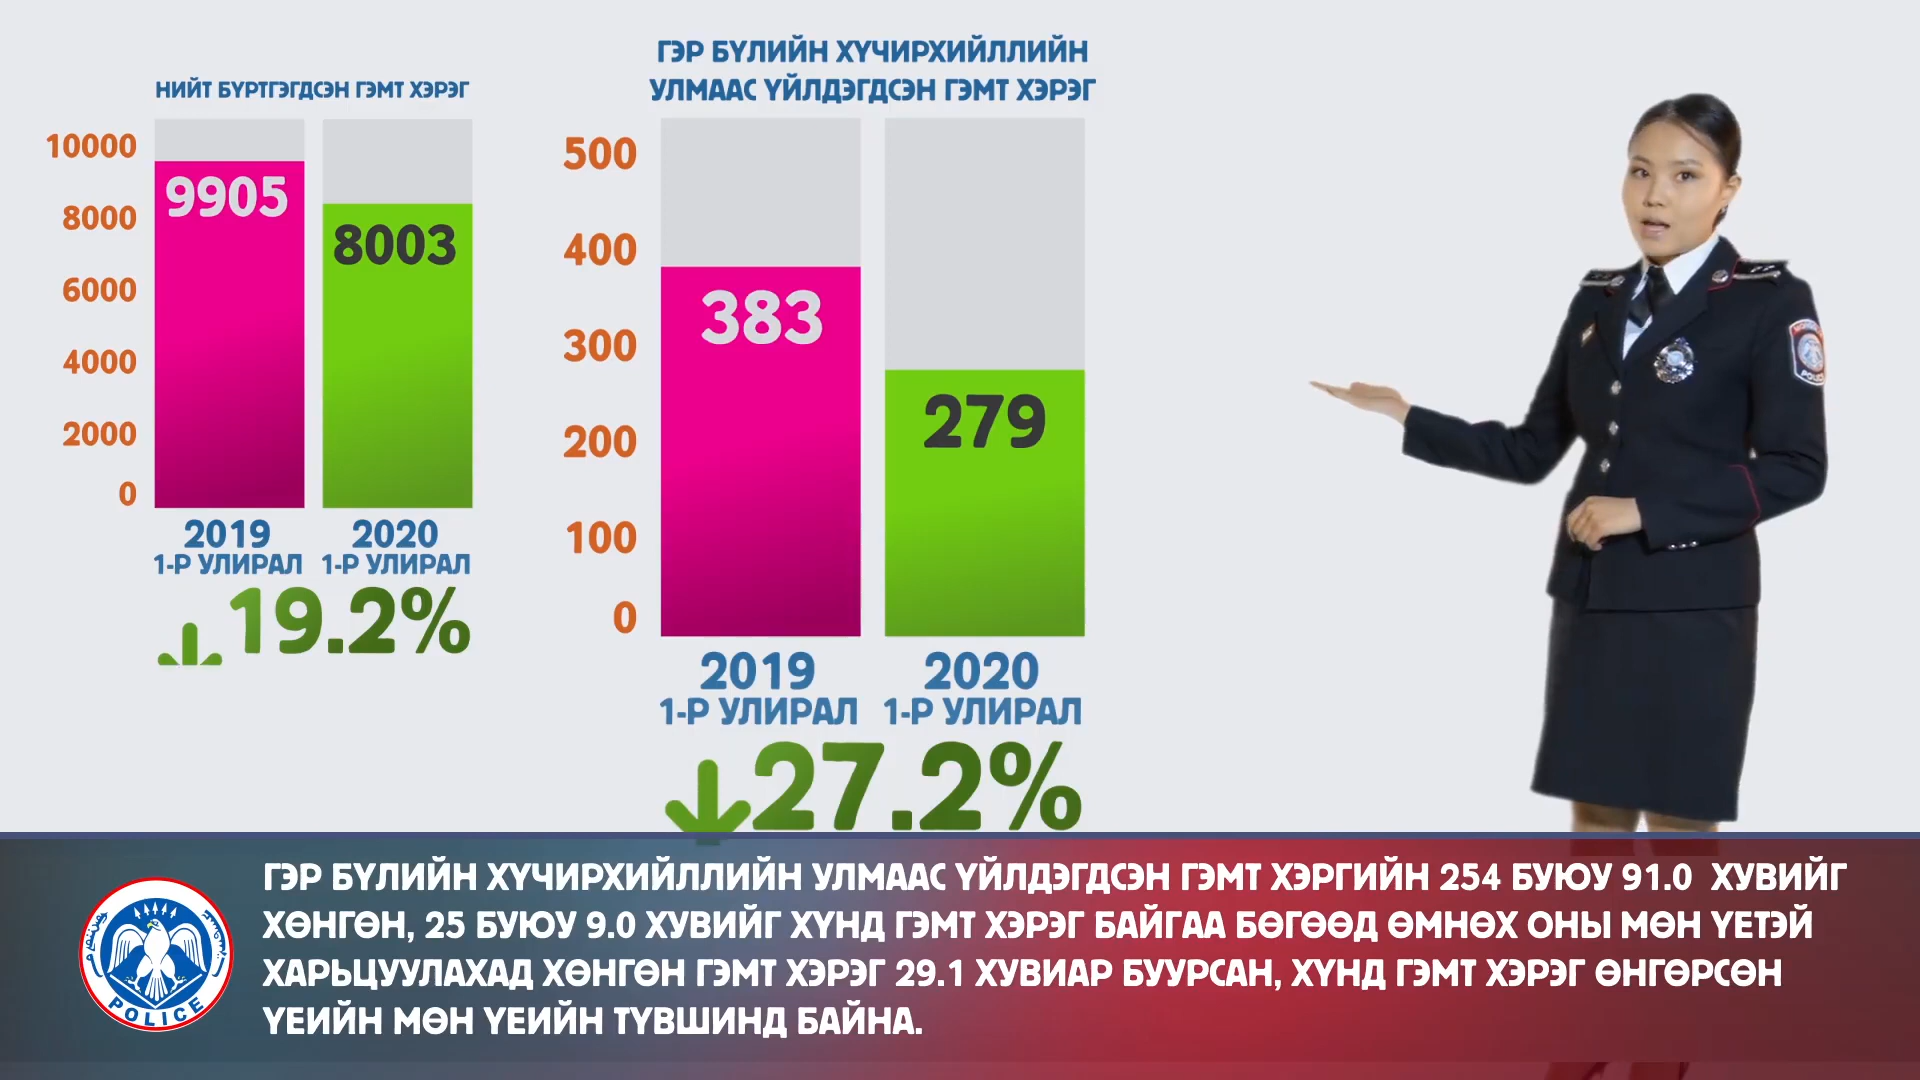 НИЙТ БҮРТГЭГДСЭН ГЭМТ ХЭРЭГ
10000
8000
6000
4000
2000
0
9905
8003
2019
1-Р УЛИРАЛ
2020
1-Р УЛИРАЛ
19.2%
ГЭР БҮЛИЙН ХҮЧИРХИЙЛЛИЙН
УЛМААС ҮЙЛДЭГДСЭН ГЭМТ ХЭРЭГ
500
400
300
200
100
0
383
279
2019
1-Р УЛИРАЛ
2020
1-Р УЛИРАЛ
27.2%
POLICE
ГЭР БҮЛИЙН ХҮЧИРХИЙЛЛИЙН УЛМААС ҮЙЛДЭГДСЭН ГЭМТ ХЭРГИЙН 254 БУЮУ 91.0 ХУВИЙГ
ХӨНГӨН, 25 БУЮУ 9.0 ХУВИЙГ ХҮНД ГЭМТ ХЭРЭГ БАЙГАА БӨГӨӨД ӨМНӨХ ОНЫ МӨН ҮЕТЭЙ
ХАРЬЦУУЛАХАД ХӨНГӨН ГЭМТ ХЭРЭГ 29.1 ХУВИАР БУУРСАН, ХҮНД ГЭМТ ХЭРЭГ ӨНГӨРСӨН
ҮЕИЙН МӨН ҮЕИЙН ТҮВШИНД БАЙНА.
POLICE